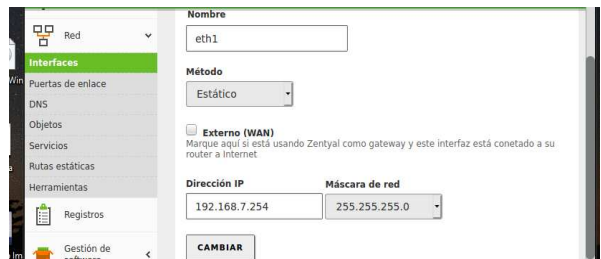 Red
Interfaces
Puertas de enlace
DNS
Objetos
Servicios
Rutas estáticas
Herramientas
Registros
Gestión de
Nombre
eth1
Método
Estático
Externo (WAN)
Marque aquí si está usando Zentyal como gateway y este interfaz está conetado a su
router a Internet
Dirección IP
Máscara de red
192.168.7.254
255.255.255.0
CAMBIAR
Win